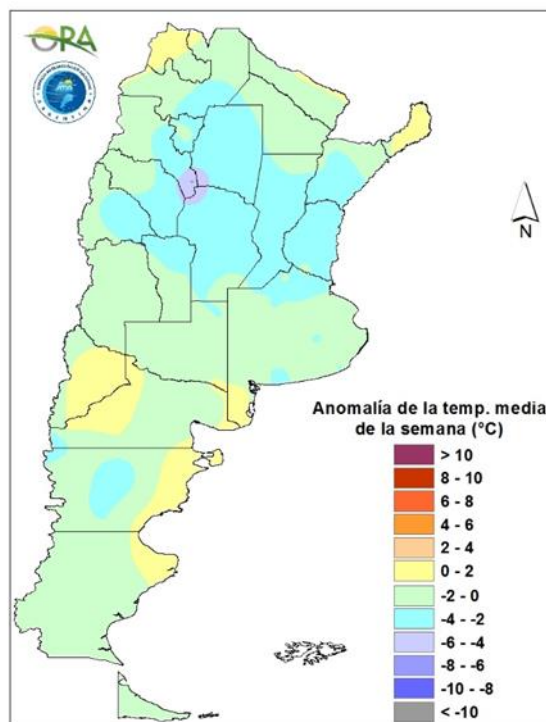 ORA
N
Anomalía de la temp. media
de la semana (°C)
> 10
8 - 10
6 - 8
4 - 6
2 - 4
0 - 2
-2 - 0
-4 - -2
-6 - -4
-8 - -6
-10 - -8
< -10